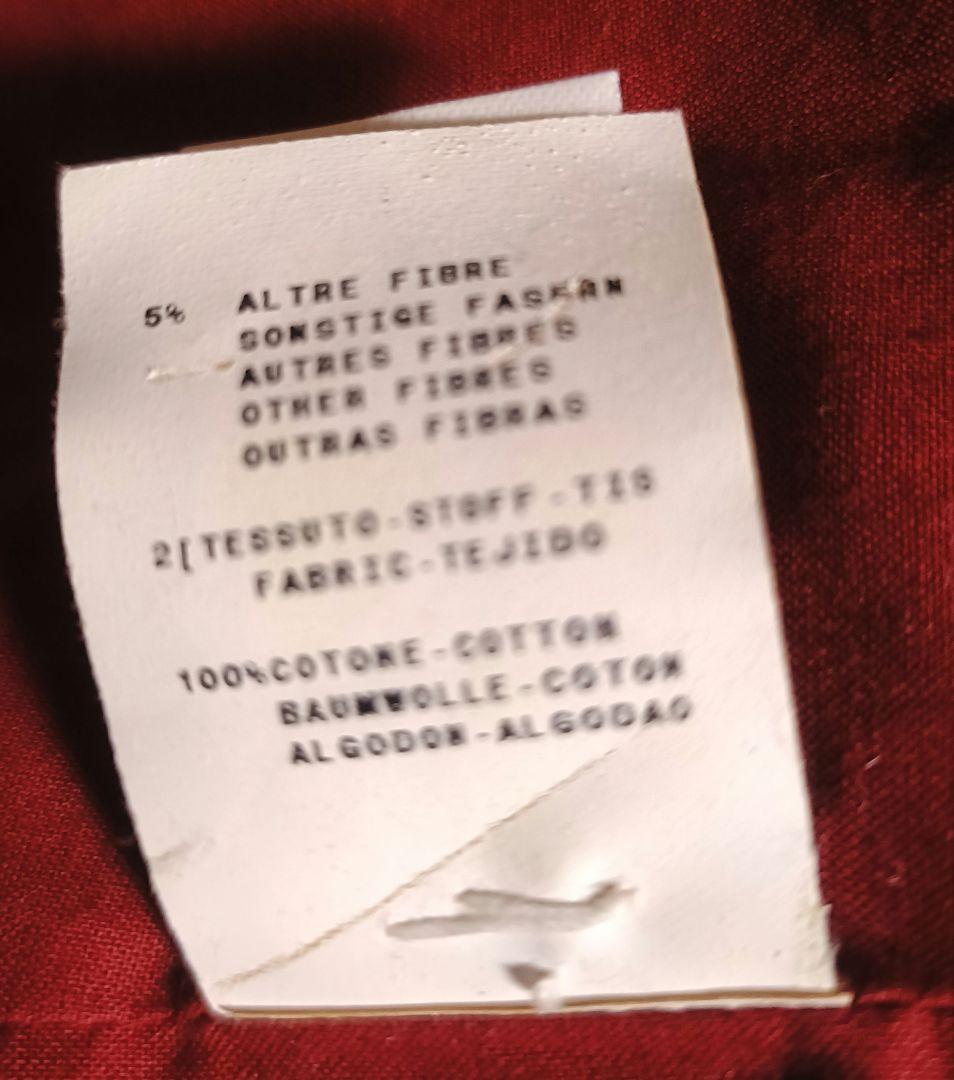 5% ALTRE FIBRE
SONSTIGE FASERN
AUTRES FIBRES
OTHER FIBRES
OUTRAS FIBRAS
2[TESSUTO-STOFF-TIS
FABRIC-TEJIDO
100%COTONE-COTTON
BAUMWOLLE-COTON
ALGODON-ALGODAO